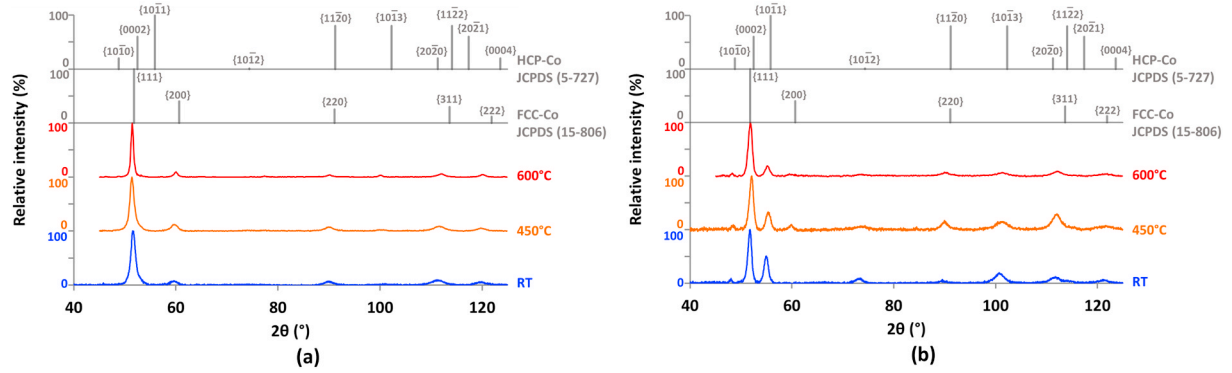 Relative intensity (%)
100
0
{101̄0}
{0002}
{101̄1}
{101̄2}
{112̄0}
{101̄3}
{202̄0}
{112̄2}
{202̄1}
{0004}
HCP-Co
JCPDS (5-727)
100
0
{111}
{200}
{220}
{311}
{222}
FCC-Co
JCPDS (15-806)
100
0
600°C
100
0
450°C
100
0
RT
40 60 80 100 120
2θ (°)
(a)
Relative intensity (%)
100
0
{101̄0}
{0002}
{101̄1}
{101̄2}
{112̄0}
{101̄3}
{202̄0}
{112̄2}
{202̄1}
{0004}
HCP-Co
JCPDS (5-727)
100
0
{111}
{200}
{220}
{311}
{222}
FCC-Co
JCPDS (15-806)
100
0
600°C
100
0
450°C
100
0
RT
40 60 80 100 120
2θ (°)
(b)